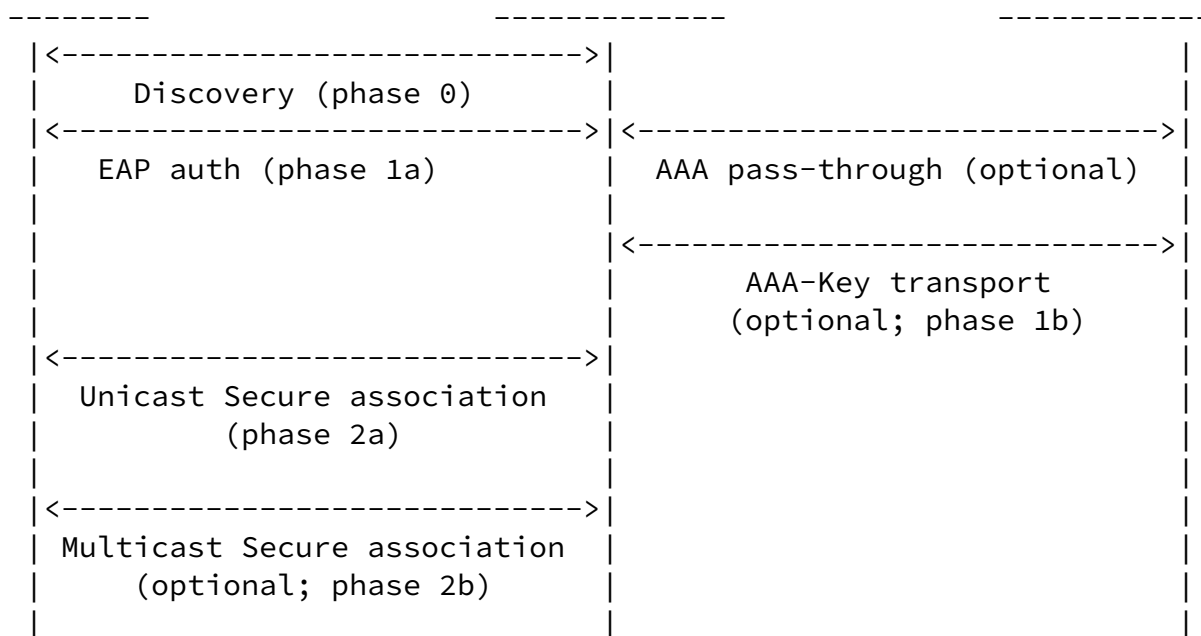 --------                   -------------               ------------
|<----------------------------->|                               |
|     Discovery (phase 0)       |                               |
|<----------------------------->|<----------------------------->|
|   EAP auth (phase 1a)         |  AAA pass-through (optional)  |
|                               |                               |
|                               |<----------------------------->|
|                               |       AAA-Key transport       |
|                               |      (optional; phase 1b)     |
|<----------------------------->|                               |
|  Unicast Secure association   |                               |
|          (phase 2a)           |                               |
|                               |                               |
|<----------------------------->|                               |
| Multicast Secure association  |                               |
|     (optional; phase 2b)      |                               |
|                               |                               |